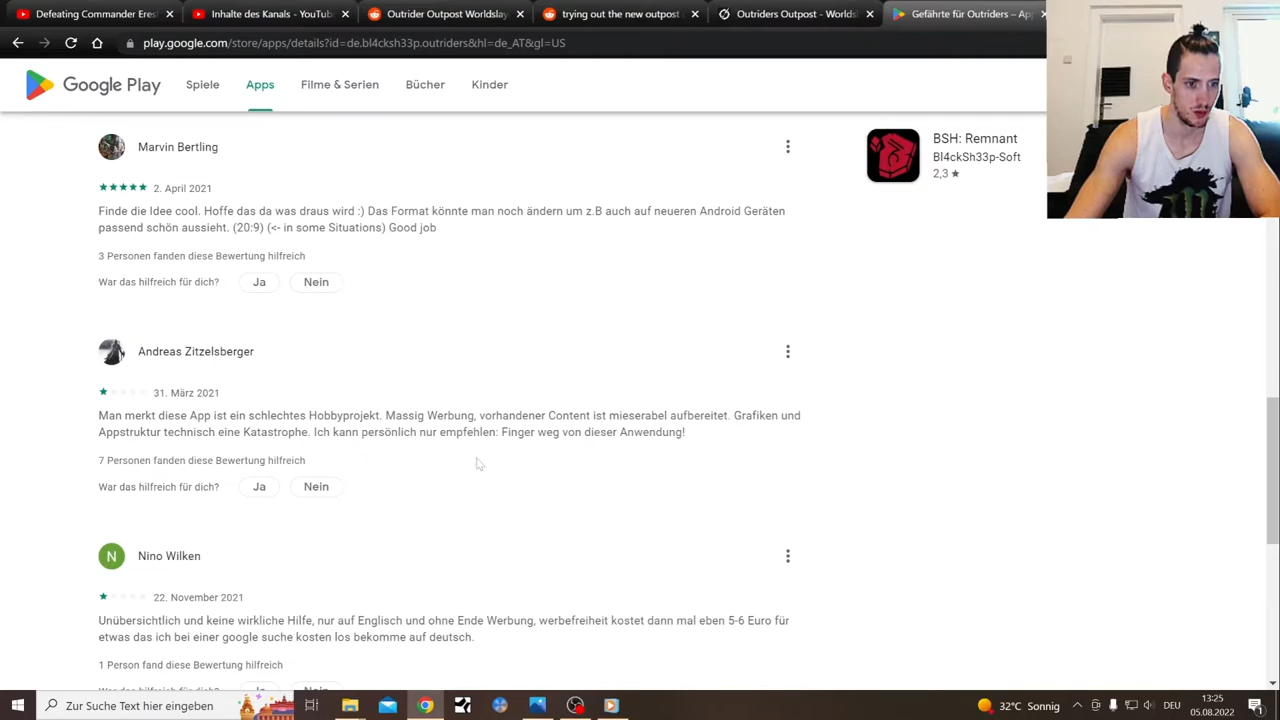 Defeating Commander Eresh
Inhalte des Kanals - YouTub
Outrider Outpost Worldslay
Trying out the new outpost
Outriders Outpost - Worldsl
Gefährte für Outriders – App
play.google.com/store/apps/details?id=de.bl4cksh33p.outriders&hl=de_AT&gl=US
Google Play
Spiele
Apps
Filme & Serien
Bücher
Kinder
Marvin Bertling
2. April 2021
Finde die Idee cool. Hoffe das da was draus wird :) Das Format könnte man noch ändern um z.B auch auf neueren Android Geräten
passend schön aussieht. (20:9) (<- in some Situations) Good job
3 Personen fanden diese Bewertung hilfreich
War das hilfreich für dich?
Ja
Nein
BSH: Remnant
Bl4ckSh33p-Soft
2,3 ★
Andreas Zitzelsberger
31. März 2021
Man merkt diese App ist ein schlechtes Hobbyprojekt. Massig Werbung, vorhandener Content ist mieserabel aufbereitet. Grafiken und
Appstruktur technisch eine Katastrophe. Ich kann persönlich nur empfehlen: Finger weg von dieser Anwendung!
7 Personen fanden diese Bewertung hilfreich
War das hilfreich für dich?
Ja
Nein
N
Nino Wilken
22. November 2021
Unübersichtlich und keine wirkliche Hilfe, nur auf Englisch und ohne Ende Werbung, werbefreiheit kostet dann mal eben 5-6 Euro für
etwas das ich bei einer google suche kosten los bekomme auf deutsch.
1 Person fand diese Bewertung hilfreich
War das hilfreich für dich?
Ja
Nein
Zur Suche Text hier eingeben
32°C Sonnig
DEU
13:25
05.08.2022
1